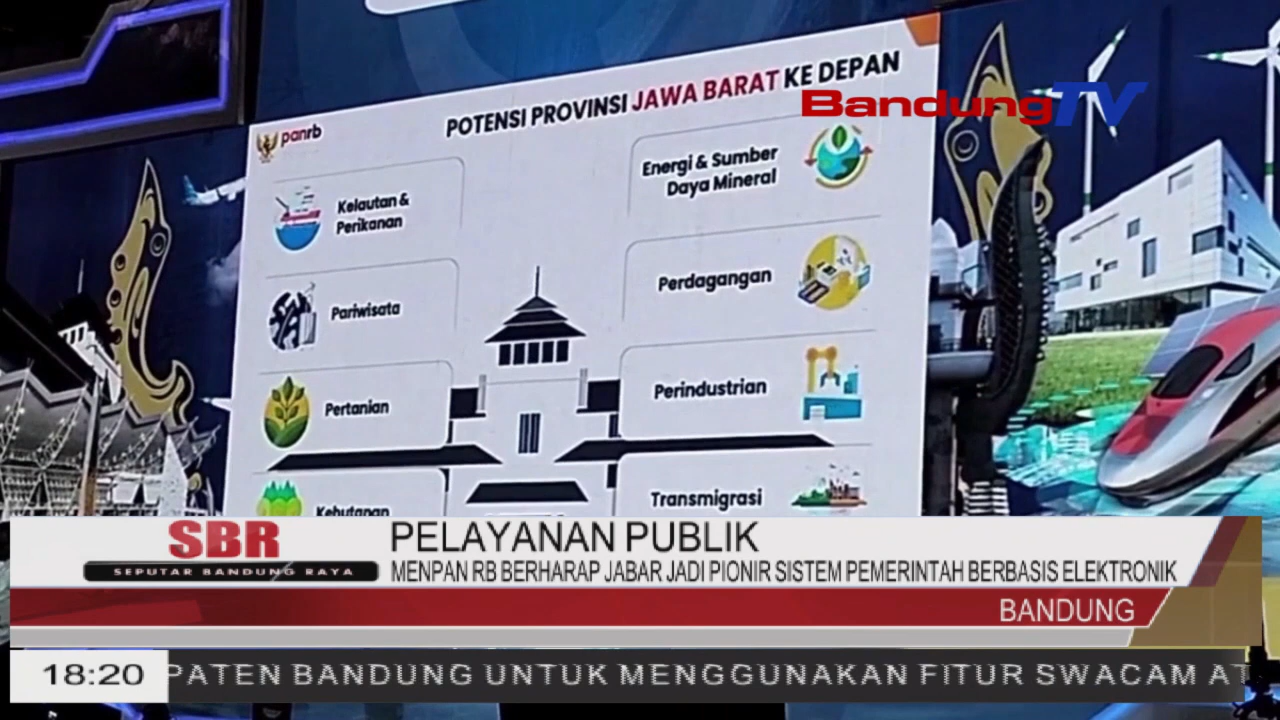 POTENSI PROVINSI JAWA BARAT KE DEPAN
BandungTV
panrb
Kelautan &
Perikanan
Pariwisata
Pertanian
Kehutanan
Energi & Sumber
Daya Mineral
Perdagangan
Perindustrian
Transmigrasi
SBR
SEPUTAR BANDUNG RAYA
PELAYANAN PUBLIK
MENPAN RB BERHARAP JABAR JADI PIONIR SISTEM PEMERINTAH BERBASIS ELEKTRONIK
BANDUNG
18:20
PATEN BANDUNG UNTUK MENGGUNAKAN FITUR SWACAM AT